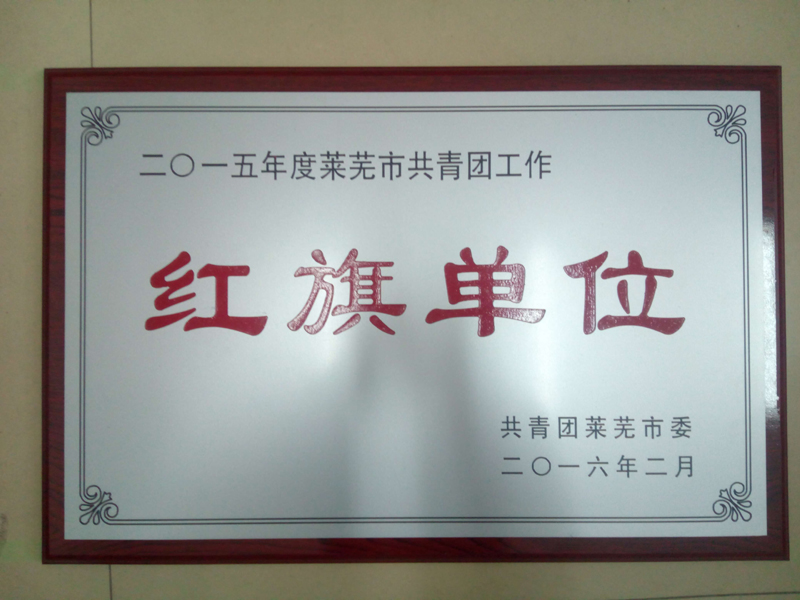 二〇一五年度莱芜市共青团工作
红旗单位
共青团莱芜市委
二〇一六年二月